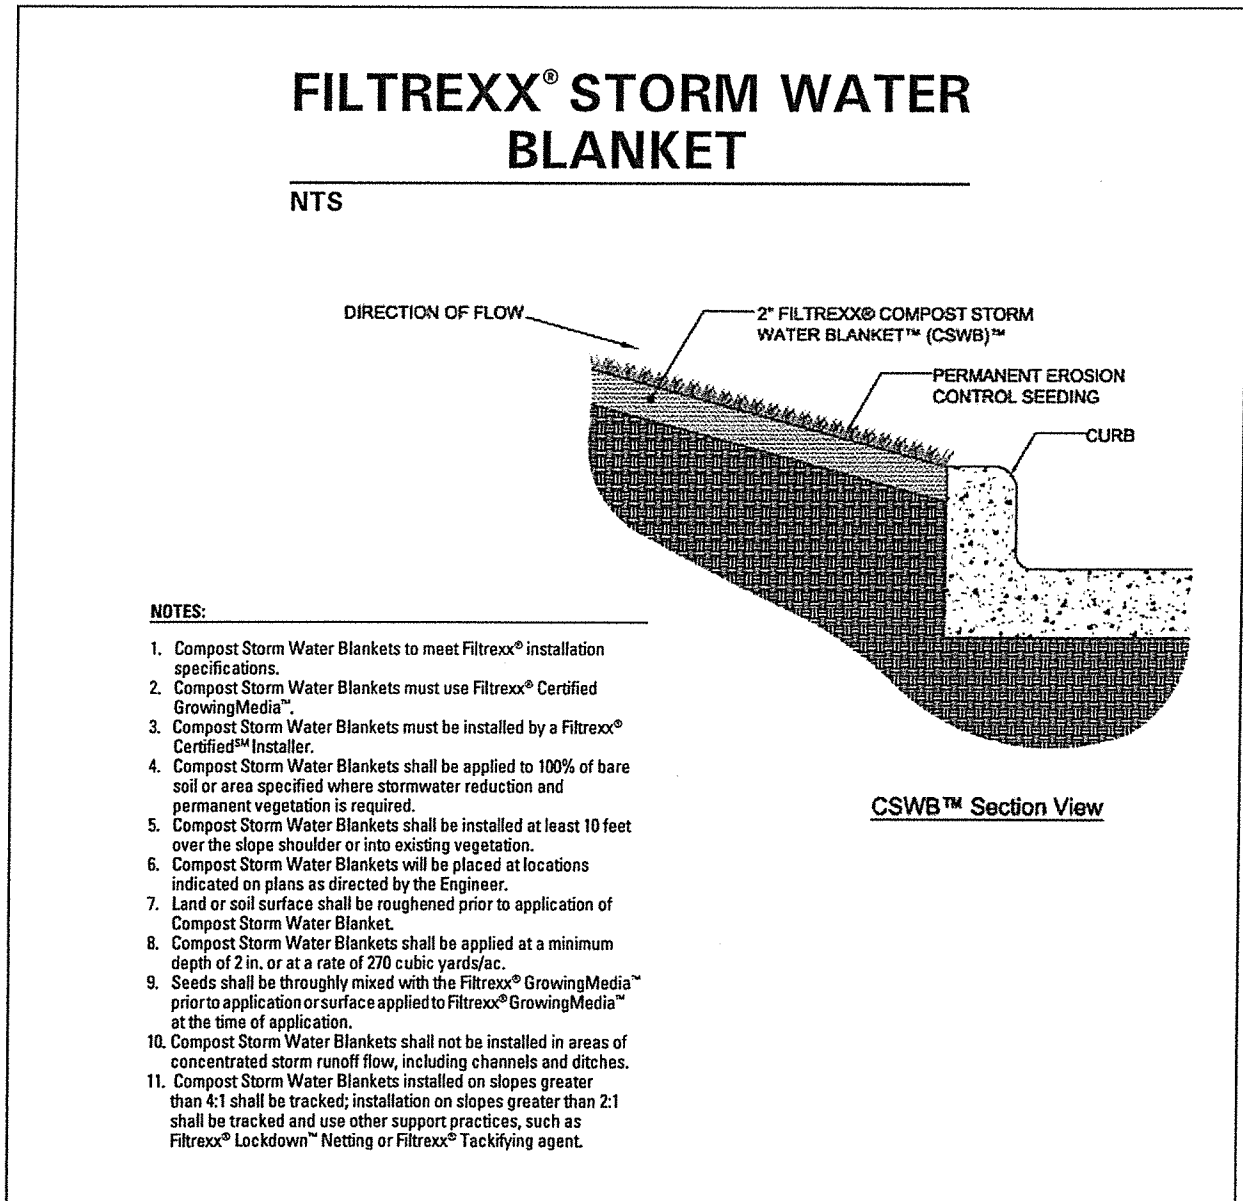 FILTREXX® STORM WATER
BLANKET
NTS
DIRECTION OF FLOW
2" FILTREXX® COMPOST STORM
WATER BLANKET™ (CSWB)™
PERMANENT EROSION
CONTROL SEEDING
CURB
CSWB™ Section View
NOTES:
1. Compost Storm Water Blankets to meet Filtrexx® installation
specifications.
2. Compost Storm Water Blankets must use Filtrexx® Certified
GrowingMedia™.
3. Compost Storm Water Blankets must be installed by a Filtrexx®
Certified℠ Installer.
4. Compost Storm Water Blankets shall be applied to 100% of bare
soil or area specified where stormwater reduction and
permanent vegetation is required.
5. Compost Storm Water Blankets shall be installed at least 10 feet
over the slope shoulder or into existing vegetation.
6. Compost Storm Water Blankets will be placed at locations
indicated on plans as directed by the Engineer.
7. Land or soil surface shall be roughened prior to application of
Compost Storm Water Blanket.
8. Compost Storm Water Blankets shall be applied at a minimum
depth of 2 in. or at a rate of 270 cubic yards/ac.
9. Seeds shall be throughly mixed with the Filtrexx® GrowingMedia™
prior to application or surface applied to Filtrexx® GrowingMedia™
at the time of application.
10. Compost Storm Water Blankets shall not be installed in areas of
concentrated storm runoff flow, including channels and ditches.
11. Compost Storm Water Blankets installed on slopes greater
than 4:1 shall be tracked; installation on slopes greater than 2:1
shall be tracked and use other support practices, such as
Filtrexx® Lockdown™ Netting or Filtrexx® Tackifying agent.